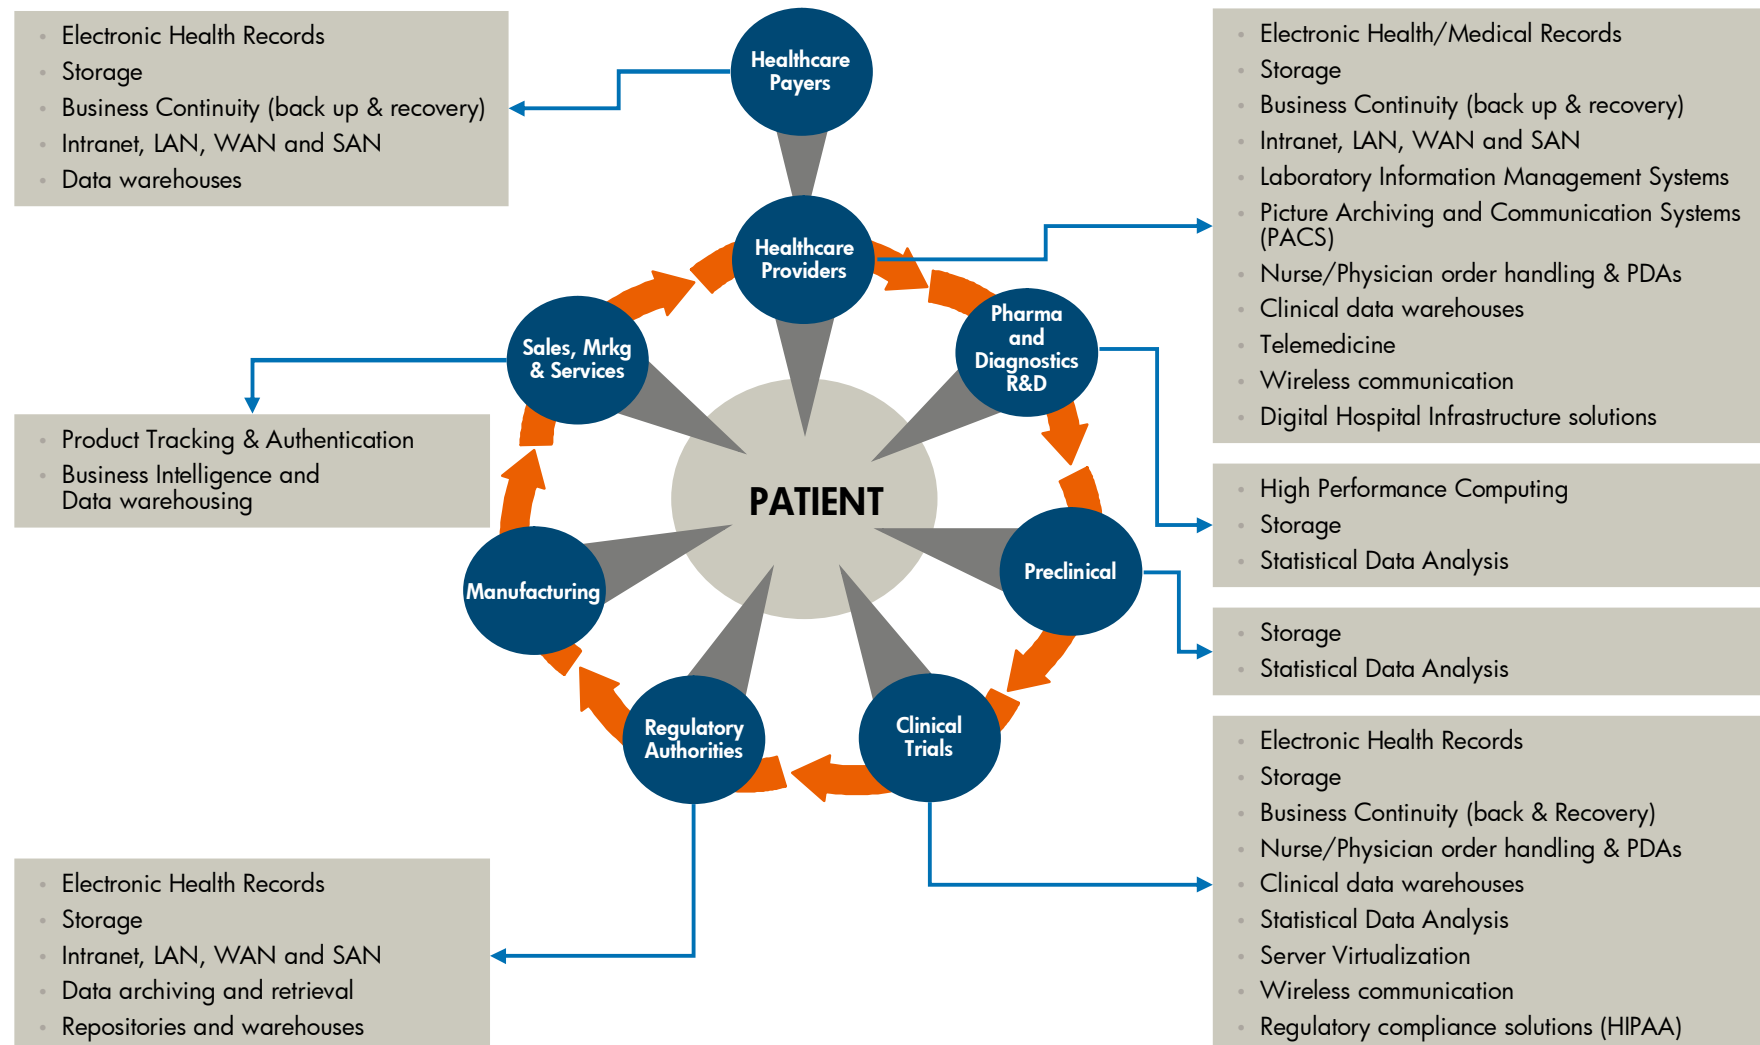 Electronic Health Records
Storage
Business Continuity (back up & recovery)
Intranet, LAN, WAN and SAN
Data warehouses
Healthcare
Payers
Electronic Health/Medical Records
Storage
Business Continuity (back up & recovery)
Intranet, LAN, WAN and SAN
Laboratory Information Management Systems
Picture Archiving and Communication Systems
(PACS)
Nurse/Physician order handling & PDAs
Clinical data warehouses
Telemedicine
Wireless communication
Digital Hospital Infrastructure solutions
Healthcare
Providers
Pharma
and
Diagnostics
R&D
Sales, Mrkg
& Services
Product Tracking & Authentication
Business Intelligence and
Data warehousing
PATIENT
High Performance Computing
Storage
Statistical Data Analysis
Preclinical
Manufacturing
Storage
Statistical Data Analysis
Regulatory
Authorities
Clinical
Trials
Electronic Health Records
Storage
Intranet, LAN, WAN and SAN
Data archiving and retrieval
Repositories and warehouses
Electronic Health Records
Storage
Business Continuity (back & Recovery)
Nurse/Physician order handling & PDAs
Clinical data warehouses
Statistical Data Analysis
Server Virtualization
Wireless communication
Regulatory compliance solutions (HIPAA)